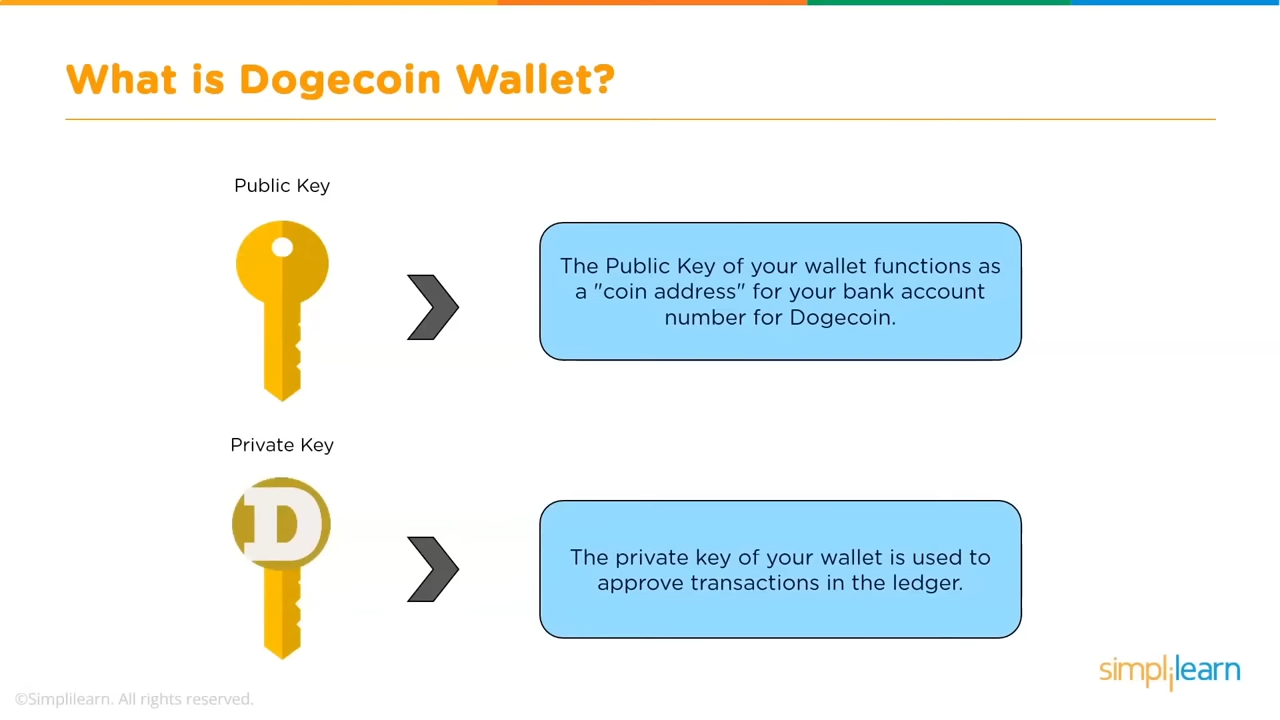 What is Dogecoin Wallet?
Public Key
The Public Key of your wallet functions as
a "coin address" for your bank account
number for Dogecoin.
Private Key
D
The private key of your wallet is used to
approve transactions in the ledger.
simplilearn
©Simplilearn. All rights reserved.